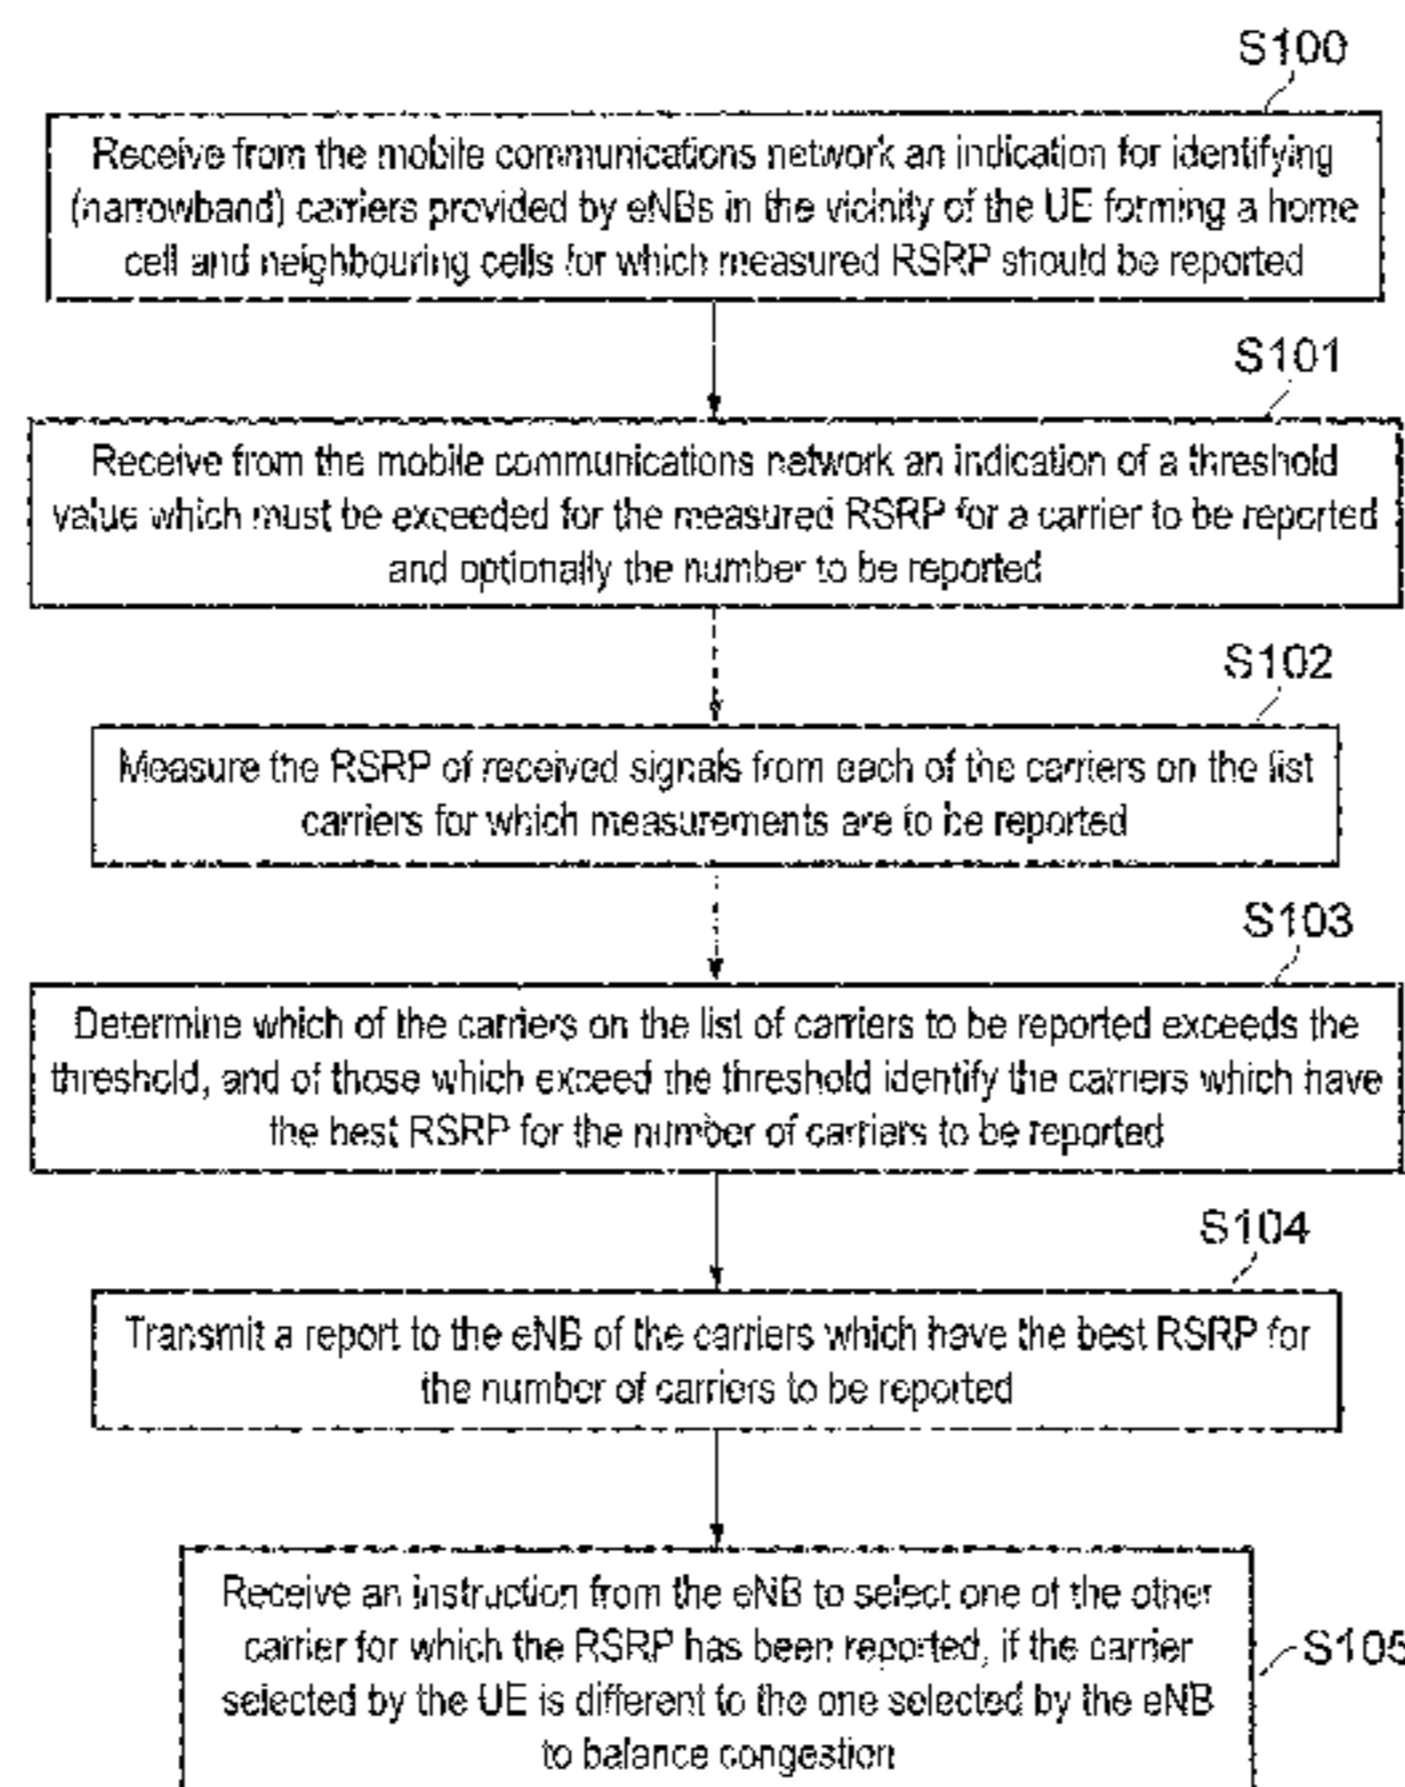 S100
Receive from the mobile communications network an indication for identifying
(narrowband) carriers provided by eNBs in the vicinity of the UE forming a home
cell and neighbouring cells for which measured RSRP should be reported
S101
Receive from the mobile communications network an indication of a threshold
value which must be exceeded for the measured RSRP for a carrier to be reported
and optionally the number to be reported
S102
Measure the RSRP of received signals from each of the carriers on the list
carriers for which measurements are to be reported
S103
Determine which of the carriers on the list of carriers to be reported exceeds the
threshold, and of those which exceed the threshold identify the carriers which have
the best RSRP for the number of carriers to be reported
S104
Transmit a report to the eNB of the carriers which have the best RSRP for
the number of carriers to be reported
Receive an instruction from the eNB to select one of the other
carrier for which the RSRP has been reported, if the carrier
selected by the UE is different to the one selected by the eNB
to balance congestion
S105